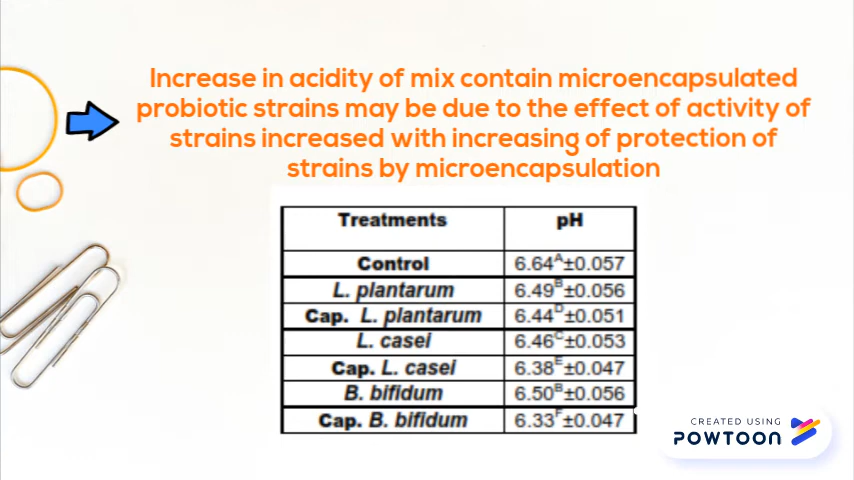 Increase in acidity of mix contain microencapsulated
probiotic strains may be due to the effect of activity of
strains increased with increasing of protection of
strains by microencapsulation
Treatments pH
Control 6.64ᴬ±0.057
L. plantarum 6.49ᴮ±0.056
Cap. L. plantarum 6.44ᴰ±0.051
L. casei 6.46ᶜ±0.053
Cap. L. casei 6.38ᴱ±0.047
B. bifidum 6.50ᴮ±0.056
Cap. B. bifidum 6.33ᶠ±0.047
CREATED USING
POWTOON